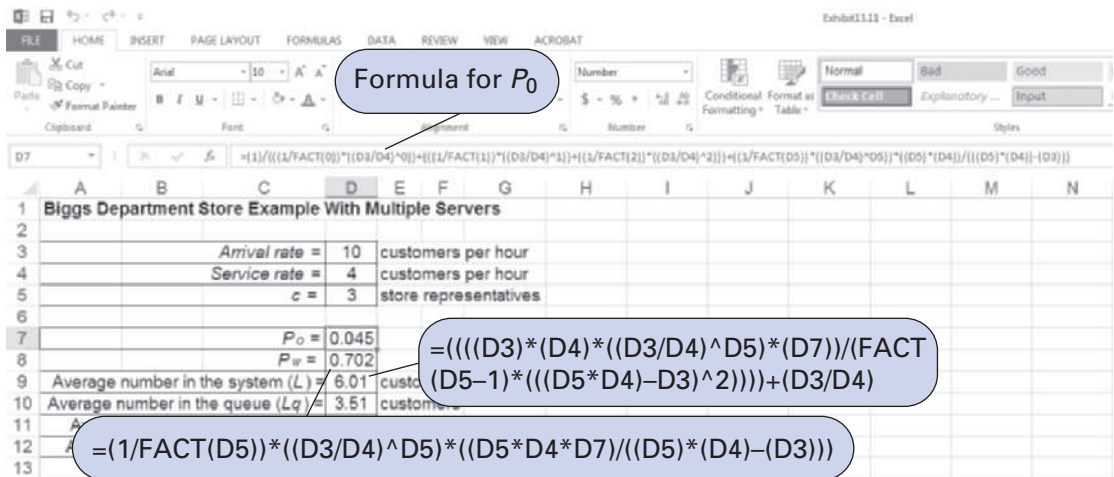 Exhibit11.11 - Excel
FILE HOME INSERT PAGE LAYOUT FORMULAS DATA REVIEW VIEW ACROBAT
Cut
Copy
Format Painter
Paste
Arial 10 A A
B I U A
Number
$ - %
Conditional Formatting
Format as Table
Normal Bad Good
Check Cell Explanatory ... Input
Clipboard Font Alignment Number Styles
Formula for P0
D7 fx =(1)/(((1/FACT(0))*((D3/D4)^0))+(((1/FACT(1))*((D3/D4)^1))+((1/FACT(2))*((D3/D4)^2)))+((1/FACT(D5))*((D3/D4)^D5))*((D5)*(D4))/(((D5)*(D4))-(D3)))
A B C D E F G H I J K L M N
1 Biggs Department Store Example With Multiple Servers
2
3 Arrival rate = 10 customers per hour
4 Service rate = 4 customers per hour
5 c = 3 store representatives
6
7 Po = 0.045
8 Pw = 0.702
9 Average number in the system (L) = 6.01 custo
10 Average number in the queue (Lq) = 3.51 customers
11 A
12 A
13
=((((D3)*(D4)*((D3/D4)^D5)*(D7))/(FACT
(D5–1)*(((D5*D4)–D3)^2))))+(D3/D4)
=(1/FACT(D5))*((D3/D4)^D5)*((D5*D4*D7)/((D5)*(D4)–(D3)))